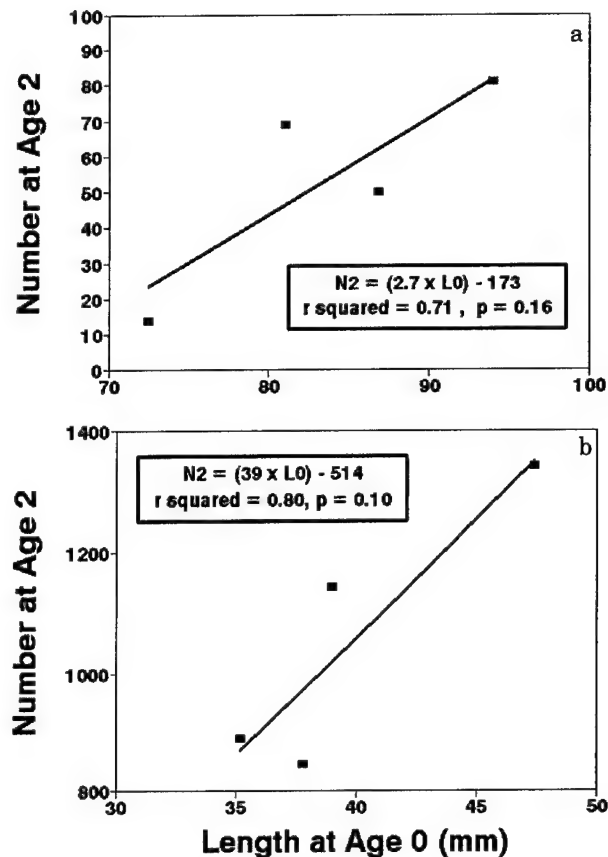 a
Number at Age 2
100
90
80
70
60
50
40
30
20
10
0
N2 = (2.7 x L0) - 173
r squared = 0.71 , p = 0.16
70
80
90
100
b
Number at Age 2
1400
1200
1000
800
N2 = (39 x L0) - 514
r squared = 0.80, p = 0.10
30
35
40
45
50
Length at Age 0 (mm)